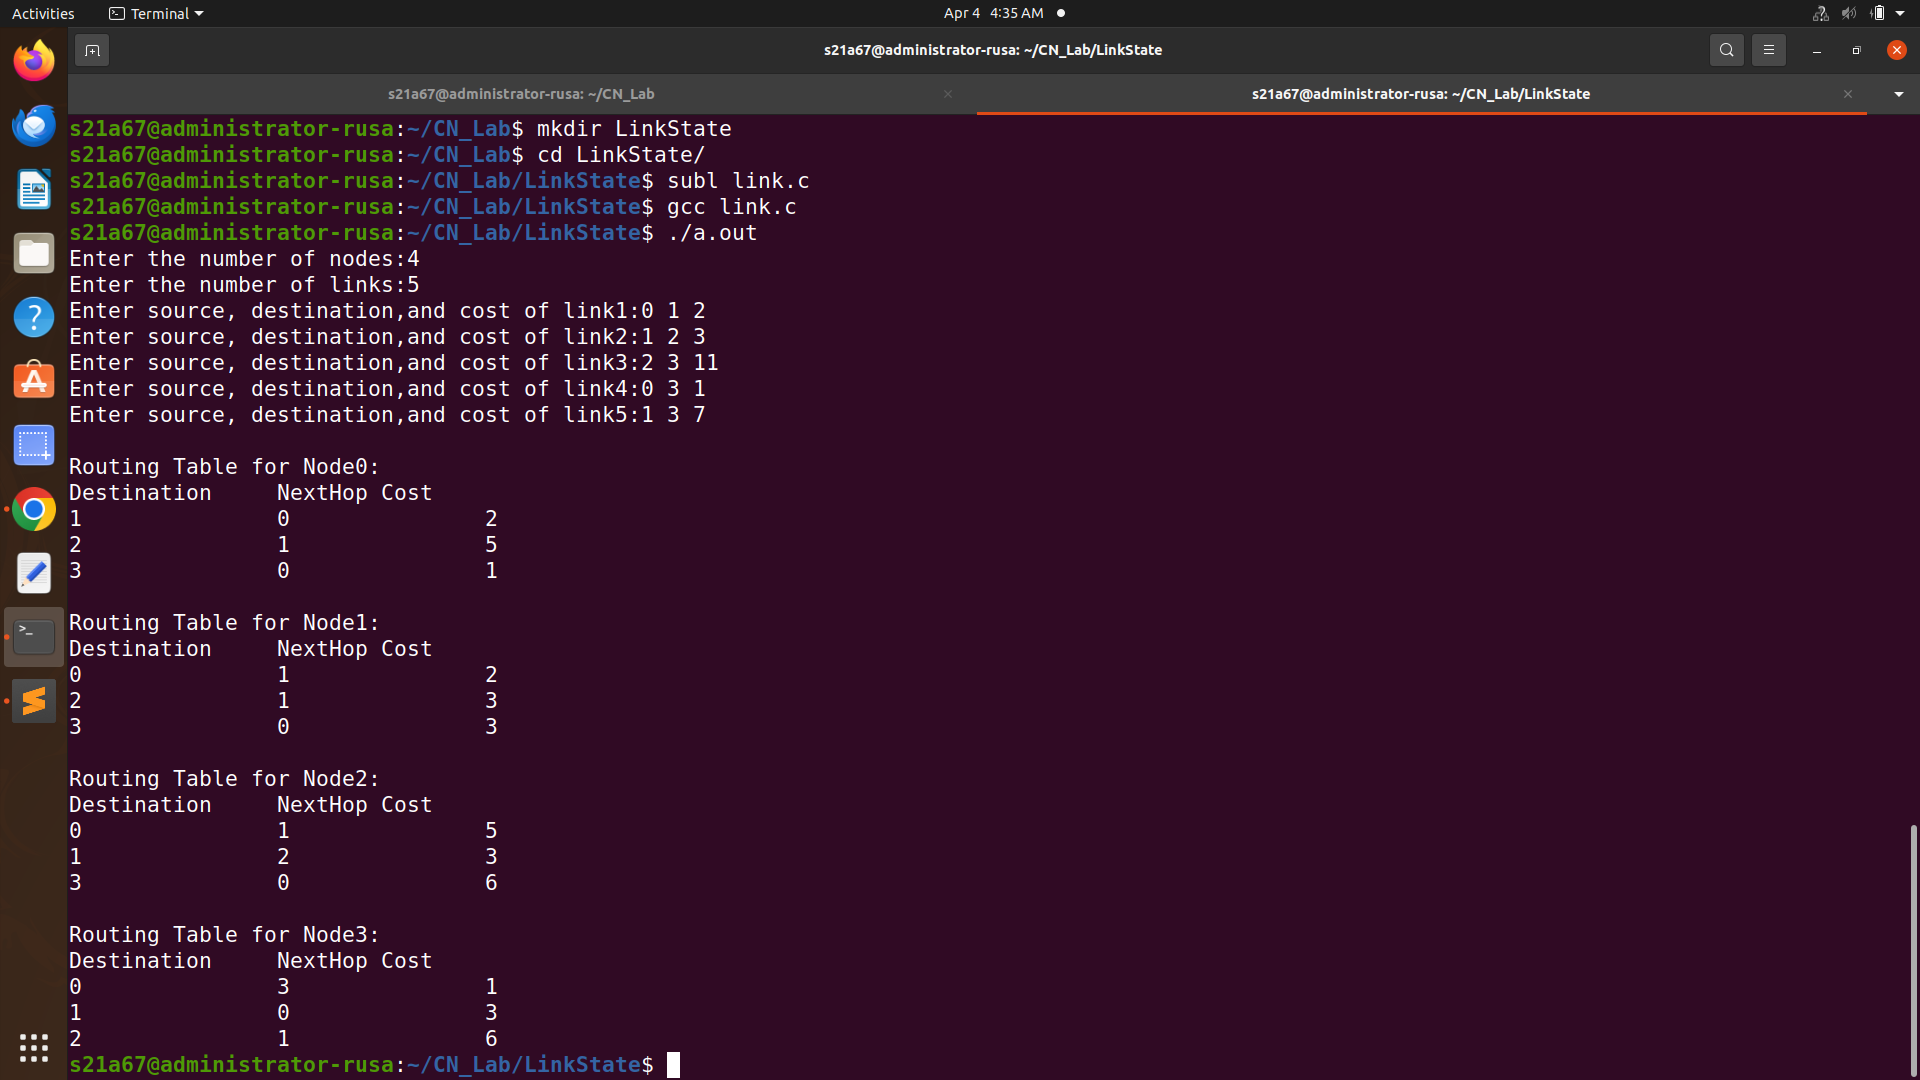 Activities
Terminal
Apr 4 4:35 AM
s21a67@administrator-rusa: ~/CN_Lab/LinkState
s21a67@administrator-rusa: ~/CN_Lab
s21a67@administrator-rusa: ~/CN_Lab/LinkState
s21a67@administrator-rusa:~/CN_Lab$ mkdir LinkState
s21a67@administrator-rusa:~/CN_Lab$ cd LinkState/
s21a67@administrator-rusa:~/CN_Lab/LinkState$ subl link.c
s21a67@administrator-rusa:~/CN_Lab/LinkState$ gcc link.c
s21a67@administrator-rusa:~/CN_Lab/LinkState$ ./a.out
Enter the number of nodes:4
Enter the number of links:5
Enter source, destination,and cost of link1:0 1 2
Enter source, destination,and cost of link2:1 2 3
Enter source, destination,and cost of link3:2 3 11
Enter source, destination,and cost of link4:0 3 1
Enter source, destination,and cost of link5:1 3 7
Routing Table for Node0:
Destination NextHop Cost
1 0 2
2 1 5
3 0 1
Routing Table for Node1:
Destination NextHop Cost
0 1 2
2 1 3
3 0 3
Routing Table for Node2:
Destination NextHop Cost
0 1 5
1 2 3
3 0 6
Routing Table for Node3:
Destination NextHop Cost
0 3 1
1 0 3
2 1 6
s21a67@administrator-rusa:~/CN_Lab/LinkState$